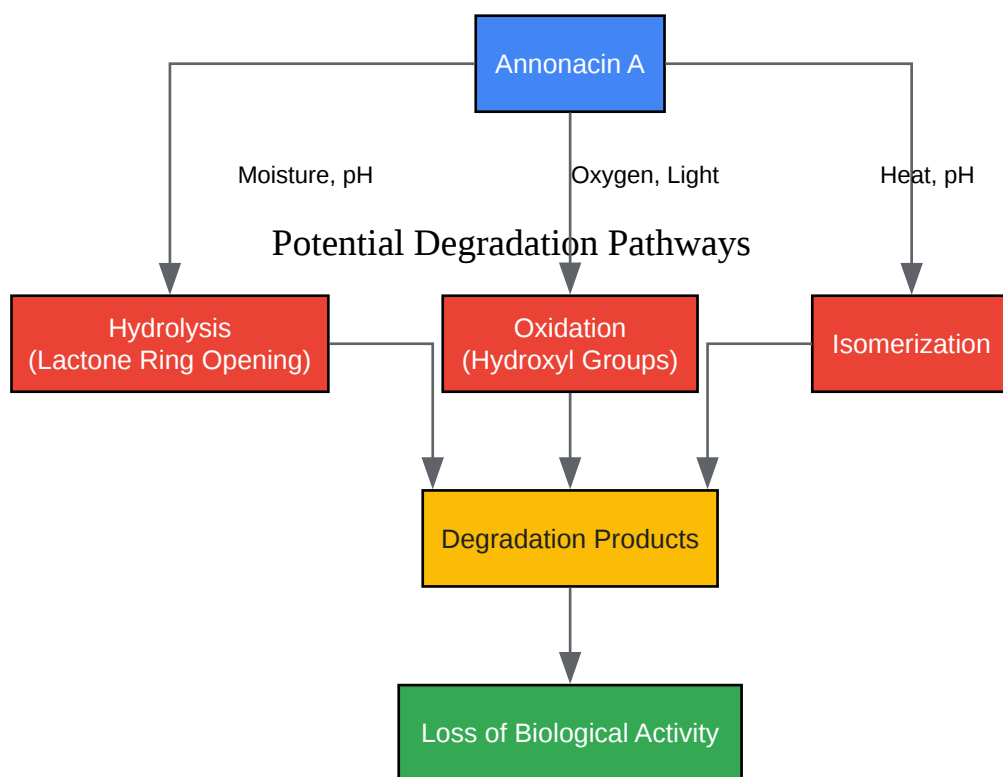 Annonacin A
Moisture, pH
Oxygen, Light
Heat, pH
Potential Degradation Pathways
Hydrolysis
(Lactone Ring Opening)
Oxidation
(Hydroxyl Groups)
Isomerization
Degradation Products
Loss of Biological Activity